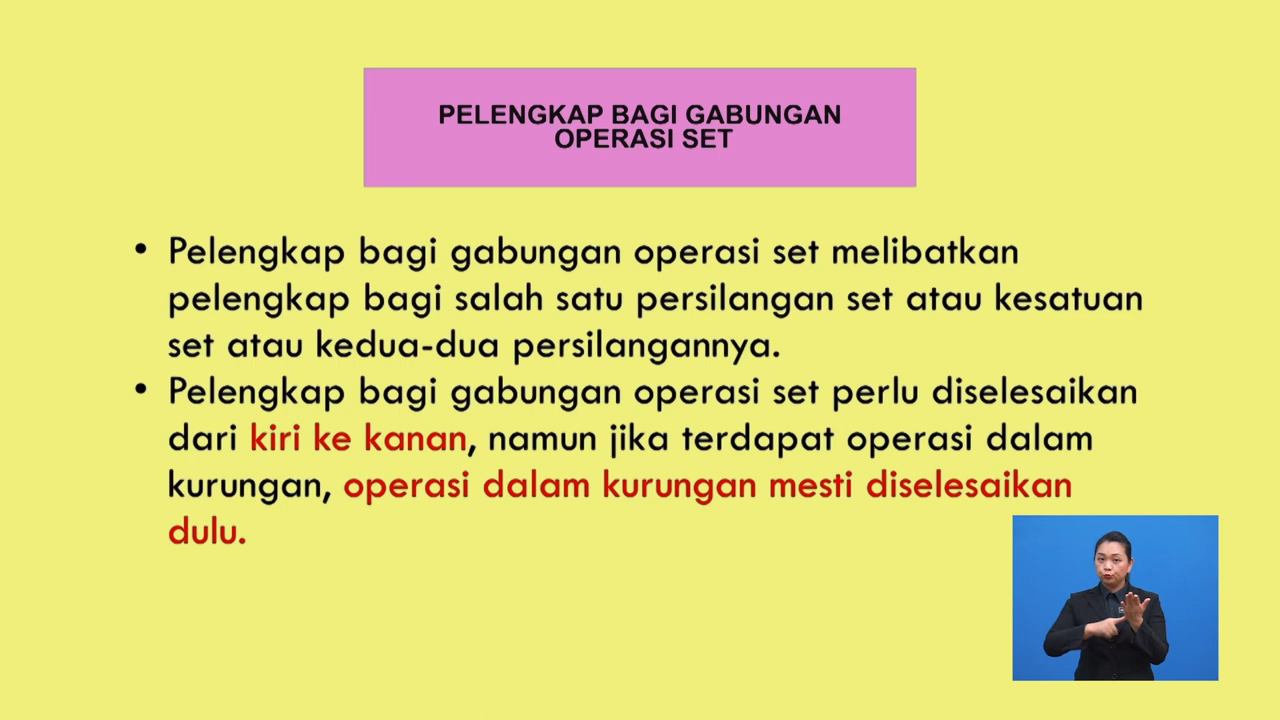 PELENGKAP BAGI GABUNGAN
OPERASI SET
• Pelengkap bagi gabungan operasi set melibatkan
pelengkap bagi salah satu persilangan set atau kesatuan
set atau kedua-dua persilangannya.
• Pelengkap bagi gabungan operasi set perlu diselesaikan
dari kiri ke kanan, namun jika terdapat operasi dalam
kurungan, operasi dalam kurungan mesti diselesaikan
dulu.